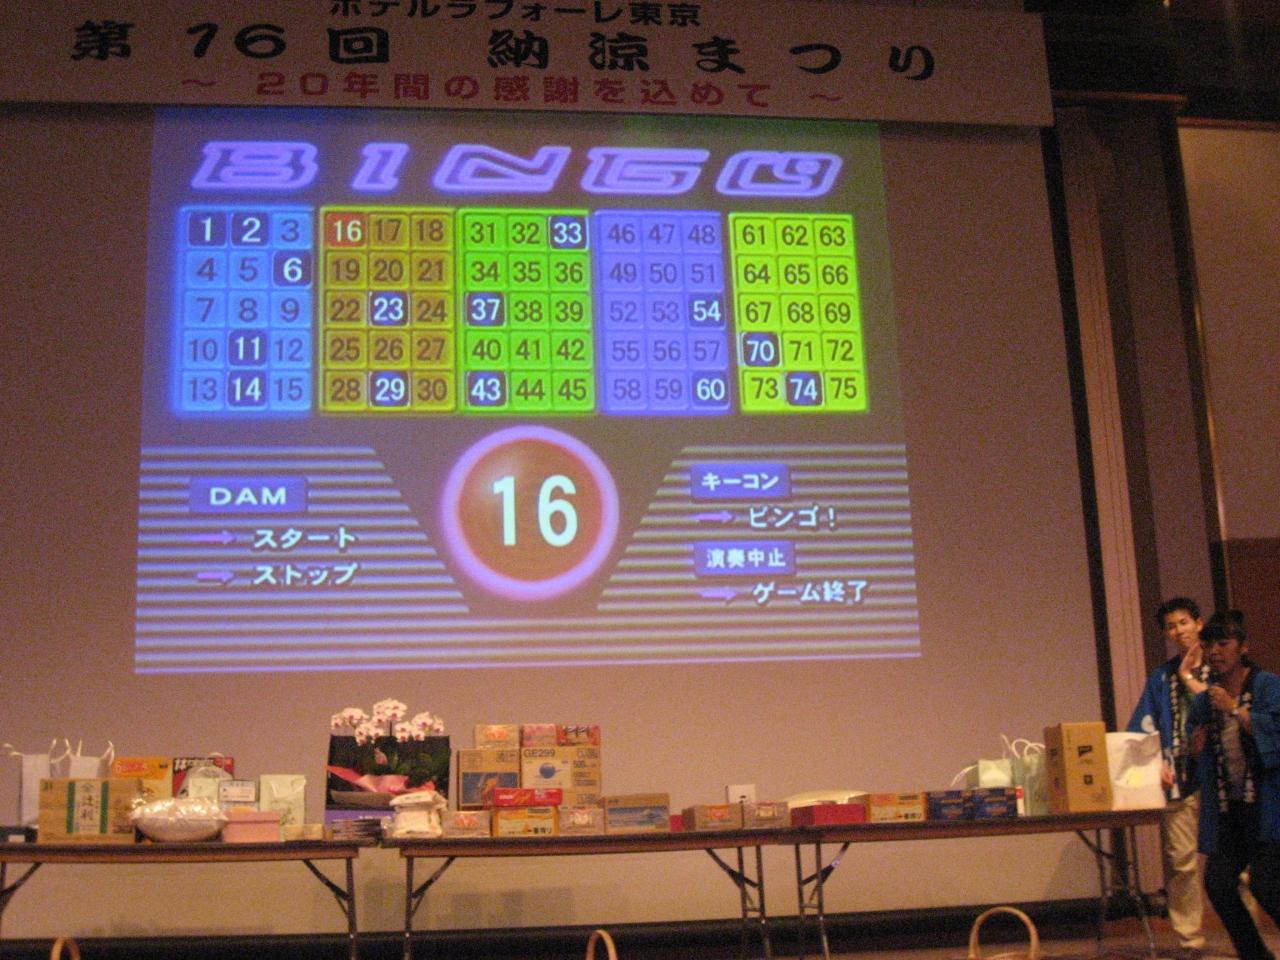 ホテルラフォーレ東京
第16回 納涼まつり
～20年間の感謝を込めて～
BINGO
1 2 3 16 17 18 31 32 33 46 47 48 61 62 63
4 5 6 19 20 21 34 35 36 49 50 51 64 65 66
7 8 9 22 23 24 37 38 39 52 53 54 67 68 69
10 11 12 25 26 27 40 41 42 55 56 57 70 71 72
13 14 15 28 29 30 43 44 45 58 59 60 73 74 75
16
DAM
スタート
ストップ
キーコン
ビンゴ！
演奏中止
ゲーム終了
GE299